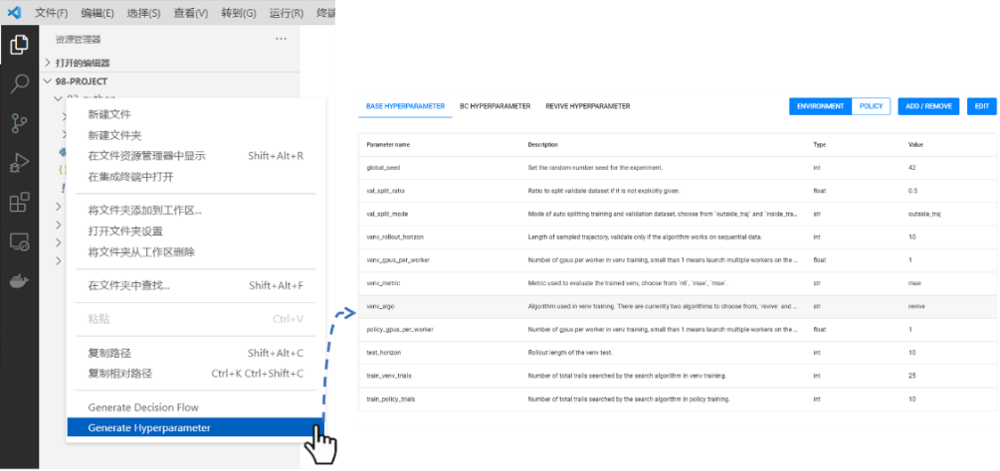 文件(F) 编辑(E) 选择(S) 查看(V) 转到(G) 运行(R) 终端
资源管理器 ...
打开的编辑器
98-PROJECT
新建文件
新建文件夹
在文件资源管理器中显示 Shift+Alt+R
在集成终端中打开
将文件夹添加到工作区...
打开文件夹设置
将文件夹从工作区删除
在文件夹中查找... Shift+Alt+F
粘贴 Ctrl+V
复制路径 Shift+Alt+C
复制相对路径 Ctrl+K Ctrl+Shift+C
Generate Decision Flow
Generate Hyperparameter
BASE HYPERPARAMETER BC HYPERPARAMETER REVIVE HYPERPARAMETER ENVIRONMENT POLICY ADD / REMOVE EDIT
Parameter name Description Type Value
global_seed Set the random number seed for the experiment. int 42
val_split_ratio Ratio to split validate dataset if it is not explicitly given. float 0.5
val_split_mode Mode of auto splitting training and validation dataset, choose from `outside_traj` and `inside_tra... str outside_traj
venv_rollout_horizon Length of sampled trajectory, validate only if the algorithm works on sequential data. int 10
venv_gpus_per_worker Number of gpus per worker in venv training, small than 1 means launch multiple workers on the ... float 1
venv_metric Metric used to evaluate the trained venv, choose from `nll`, `mae`, `mse`. str mae
venv_algo Algorithm used in venv training. There are currently two algorithms to choose from, `revive` and ... str revive
policy_gpus_per_worker Number of gpus per worker in venv training, small than 1 means launch multiple workers on the ... float 1
test_horizon Rollout length of the venv test. int 10
train_venv_trials Number of total trails searched by the search algorithm in venv training. int 25
train_policy_trials Number of total trails searched by the search algorithm in policy training. int 10